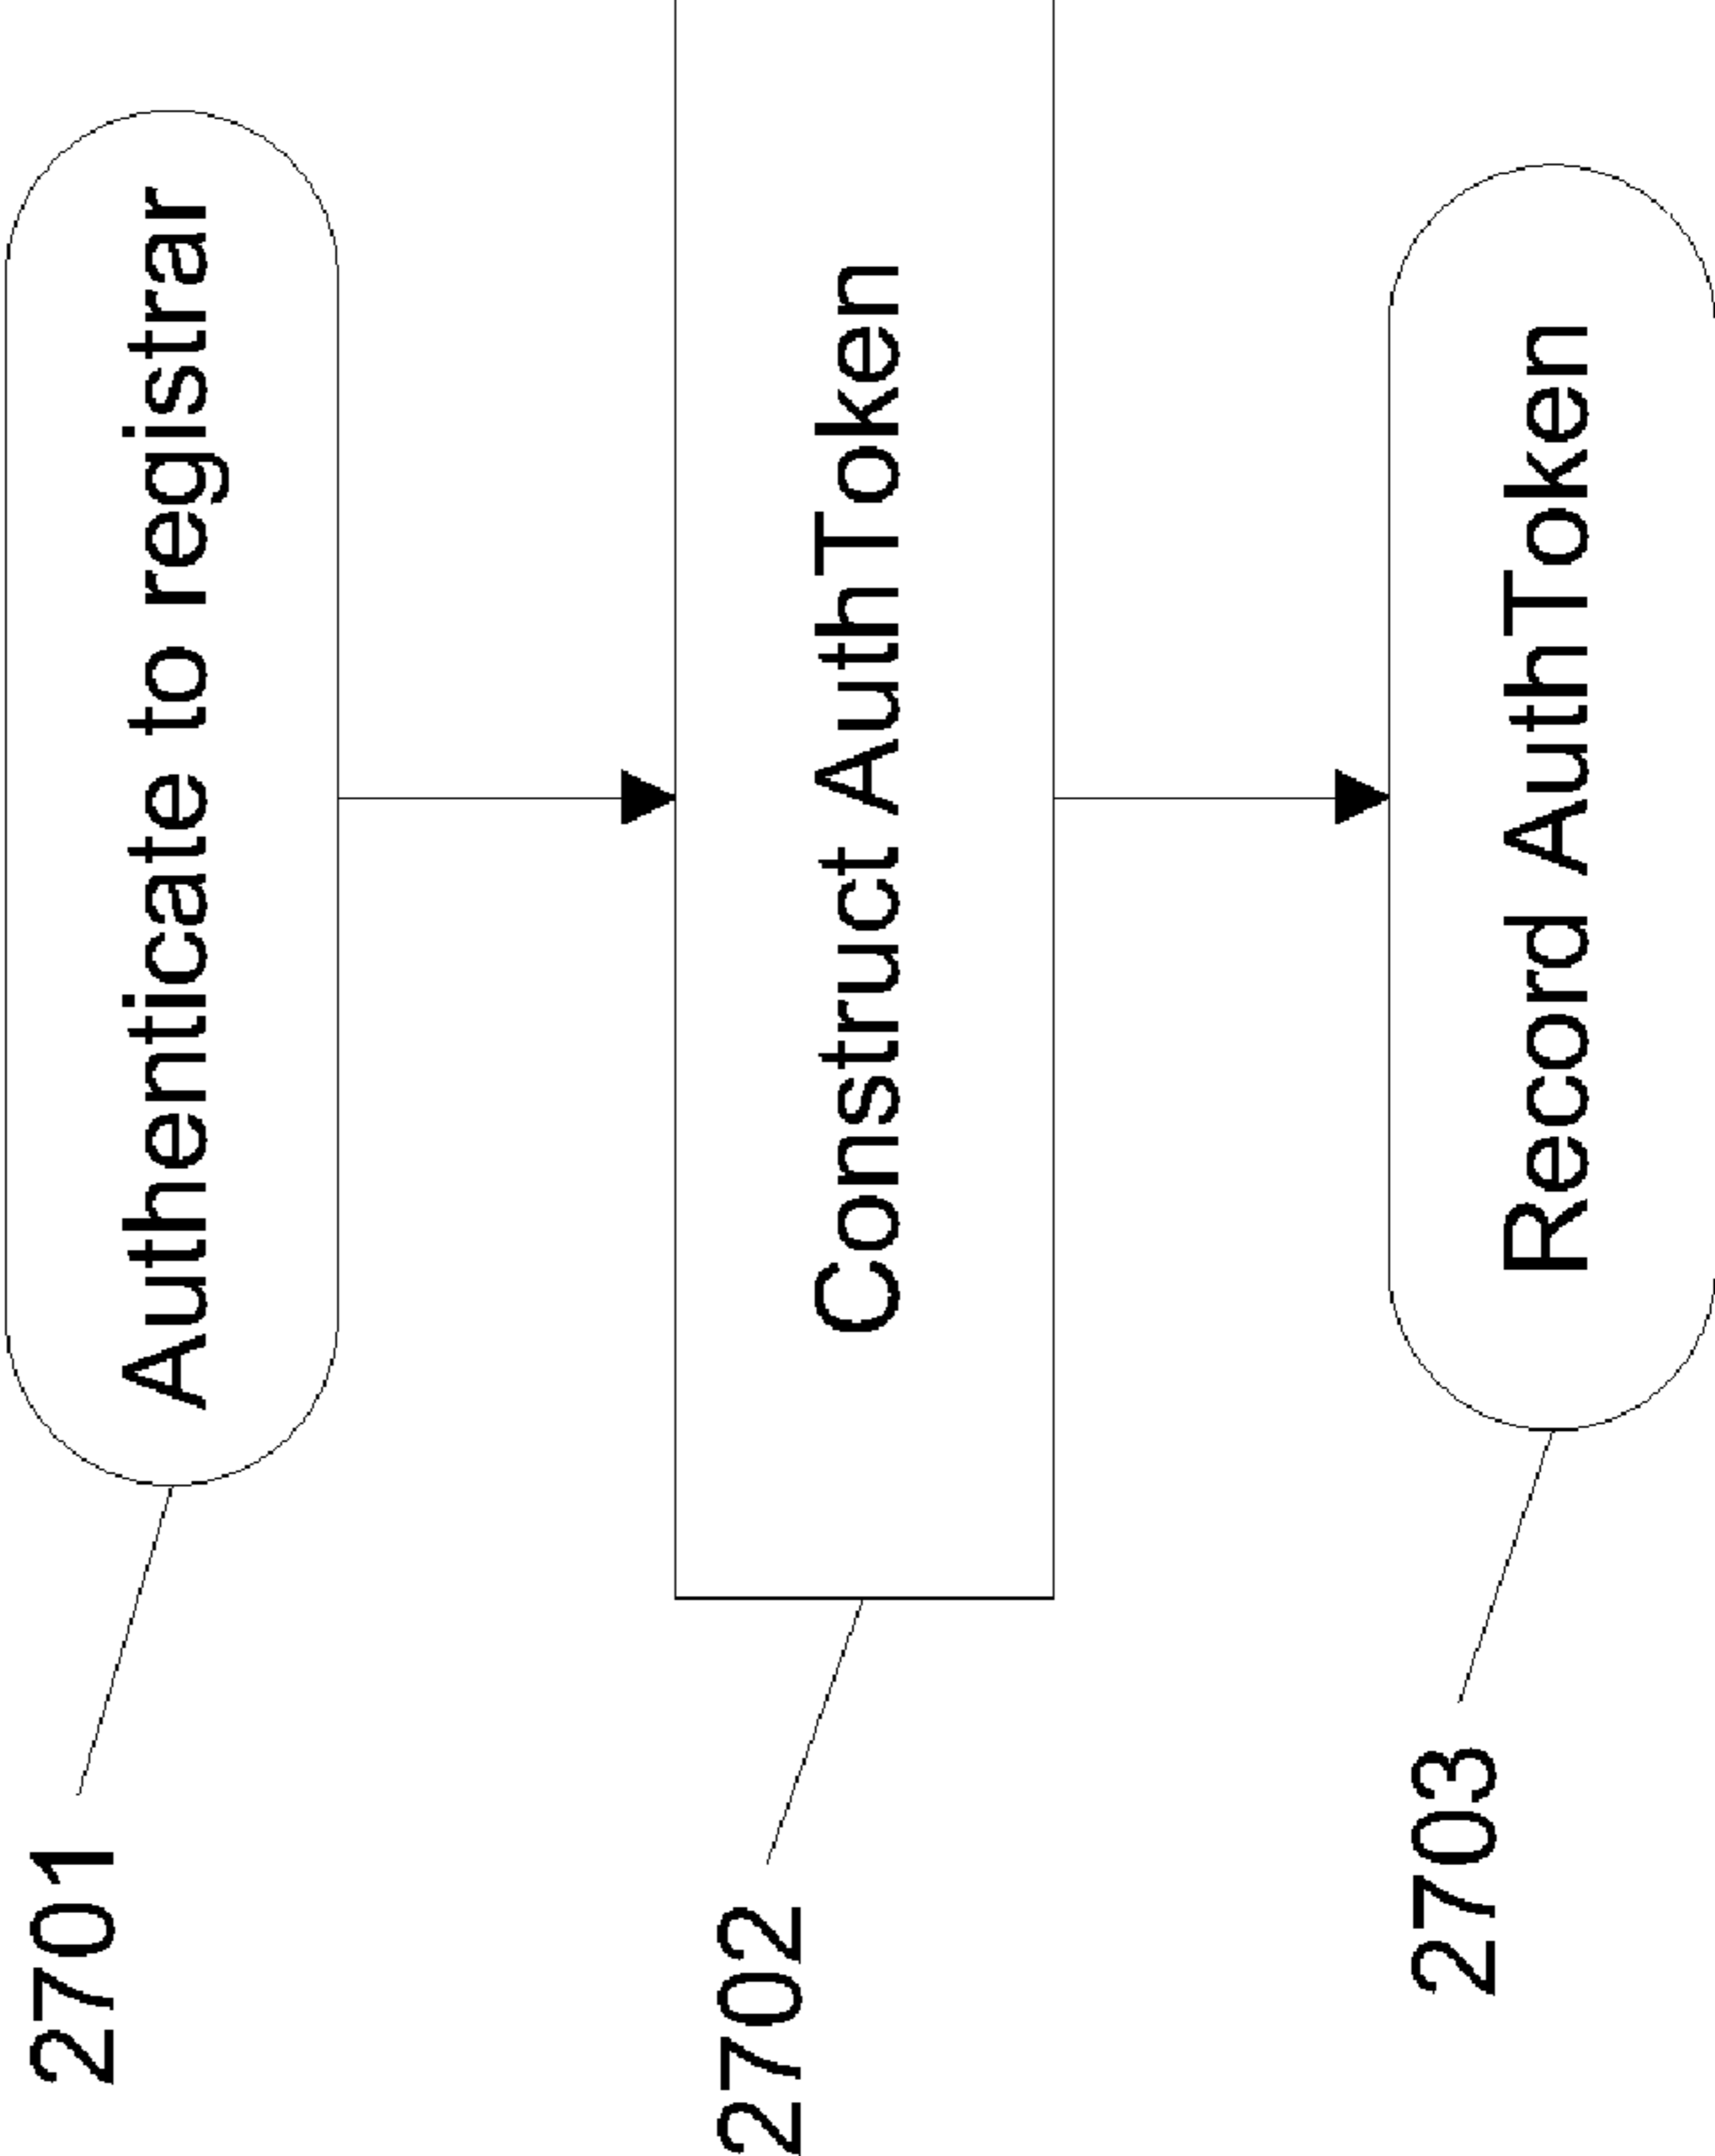 2701
Authenticate to registrar
2702
Construct AuthToken
2703
Record AuthToken